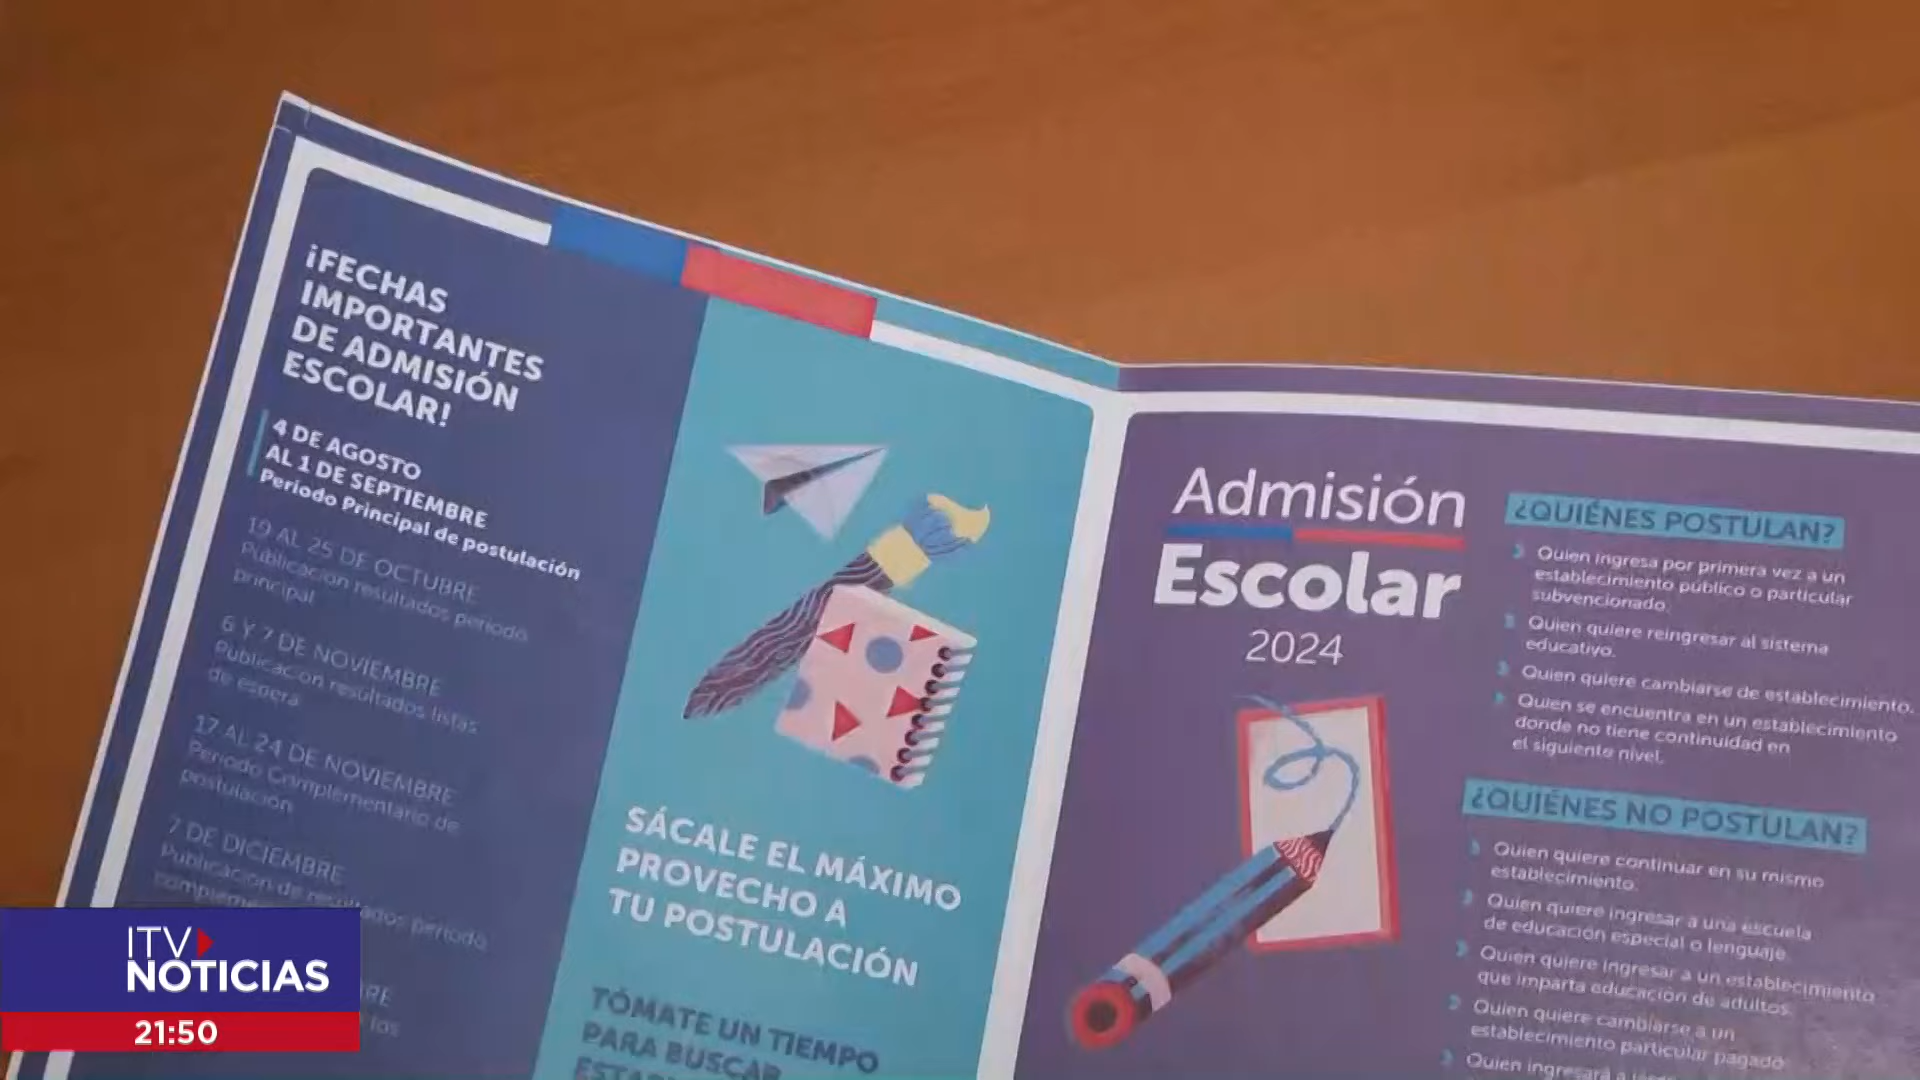 ¡FECHAS
IMPORTANTES
DE ADMISIÓN
ESCOLAR!
4 DE AGOSTO
AL 1 DE SEPTIEMBRE
Periodo Principal de postulación
19 AL 25 DE OCTUBRE
Publicación resultados periodo
principal
6 Y 7 DE NOVIEMBRE
Publicación resultados listas
de espera
17 AL 24 DE NOVIEMBRE
Periodo Complementario de
postulación
7 DE DICIEMBRE
Publicación de resultados periodo
SÁCALE EL MÁXIMO
PROVECHO A
TU POSTULACIÓN
TÓMATE UN TIEMPO
PARA BUSCAR
Admisión
Escolar
2024
¿QUIÉNES POSTULAN?
Quien ingresa por primera vez a un
establecimiento público o particular
subvencionado.
Quien quiere reingresar al sistema
educativo.
Quien quiere cambiarse de establecimiento.
Quien se encuentra en un establecimiento
donde no tiene continuidad en
el siguiente nivel.
¿QUIÉNES NO POSTULAN?
Quien quiere continuar en su mismo
establecimiento.
Quien quiere ingresar a una escuela
de educación especial o lenguaje.
Quien quiere ingresar a un establecimiento
que imparta educación de adultos.
Quien quiere cambiarse a un
establecimiento particular pagado
Quien ingresará a
ITV
NOTICIAS
21:50